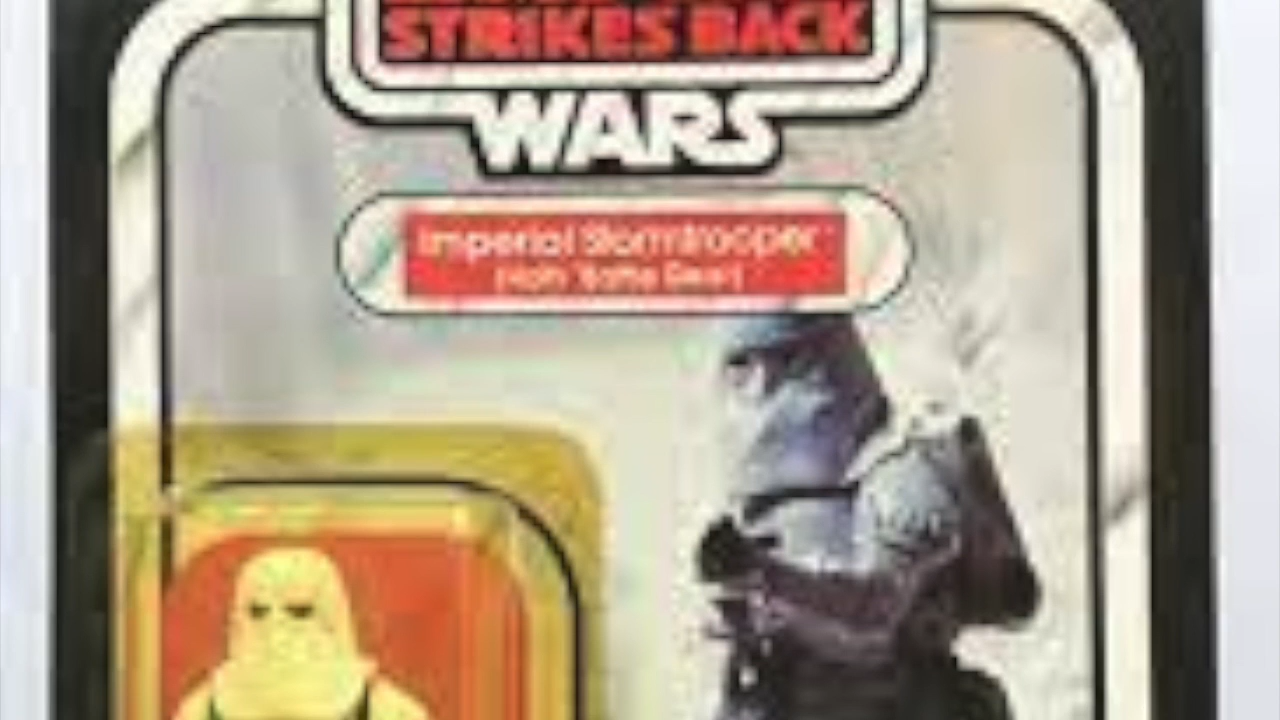 STRIKES BACK
WARS
Imperial Stormtrooper
(Hoth Battle Gear)